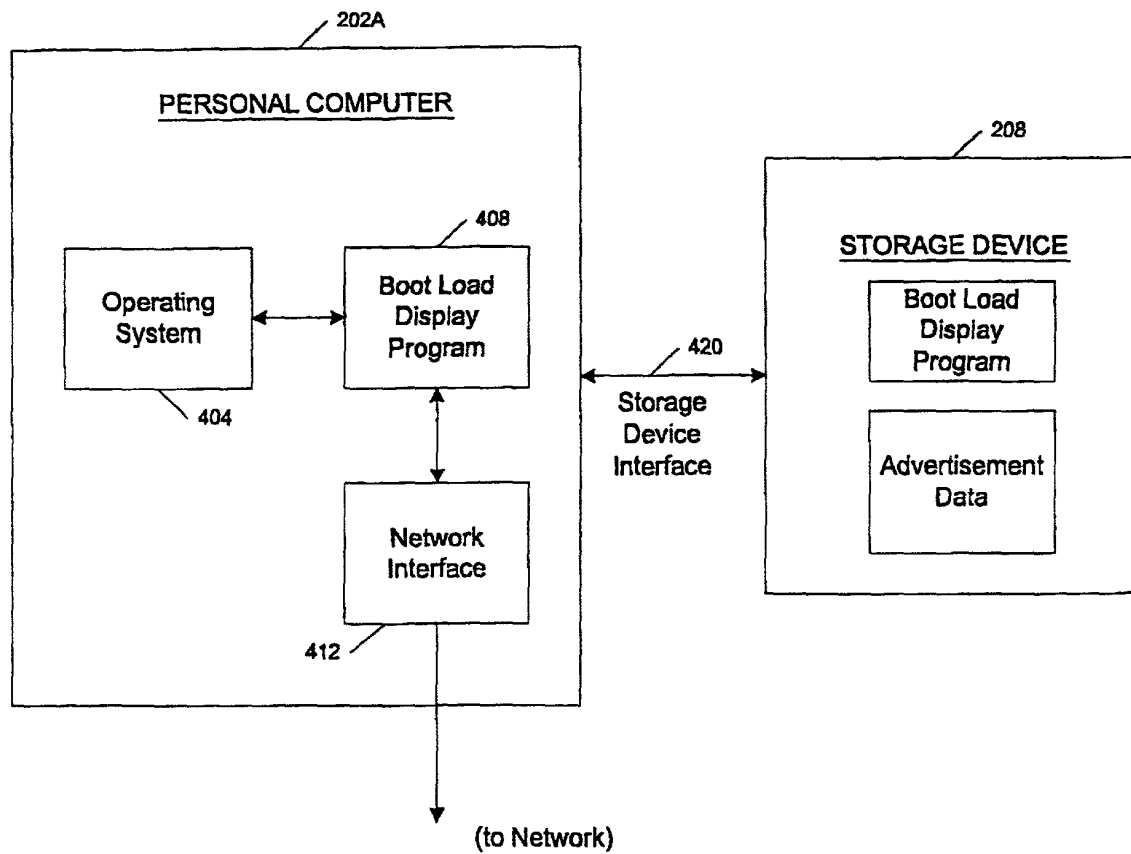 202A
PERSONAL COMPUTER
208
408
STORAGE DEVICE
Operating
System
Boot Load
Display
Program
Boot Load
Display
Program
420
404
Storage
Device
Interface
Advertisement
Data
Network
Interface
412
(to Network)